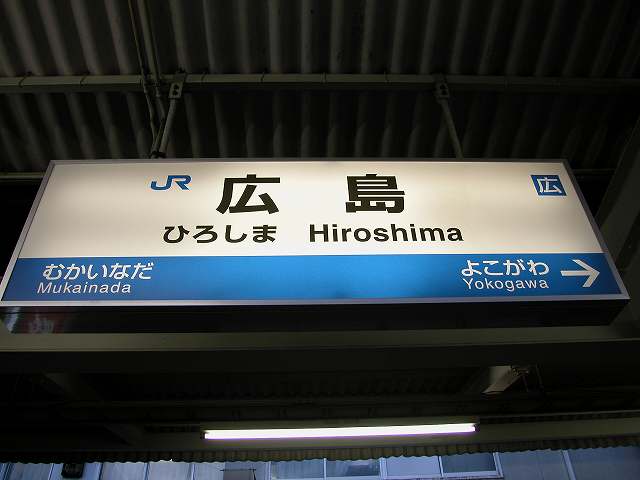 JR 広島 広
ひろしま Hiroshima
むかいなだ よこがわ
Mukainada Yokogawa